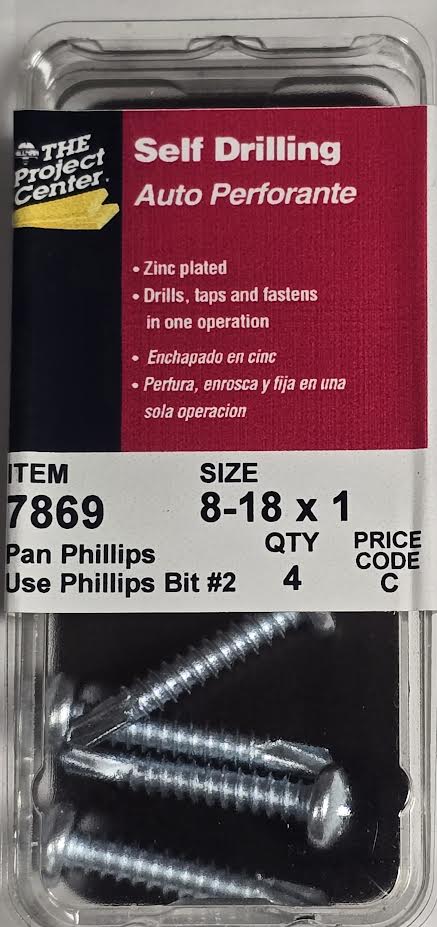 THE
Project
Center.
Self Drilling
Auto Perforante
• Zinc plated
• Drills, taps and fastens
in one operation
• Enchapado en cinc
• Perfura, enrosca y fija en una
sola operacion
ITEM
7869
Pan Phillips
Use Phillips Bit #2
SIZE
8-18 x 1
QTY
4
PRICE
CODE
C